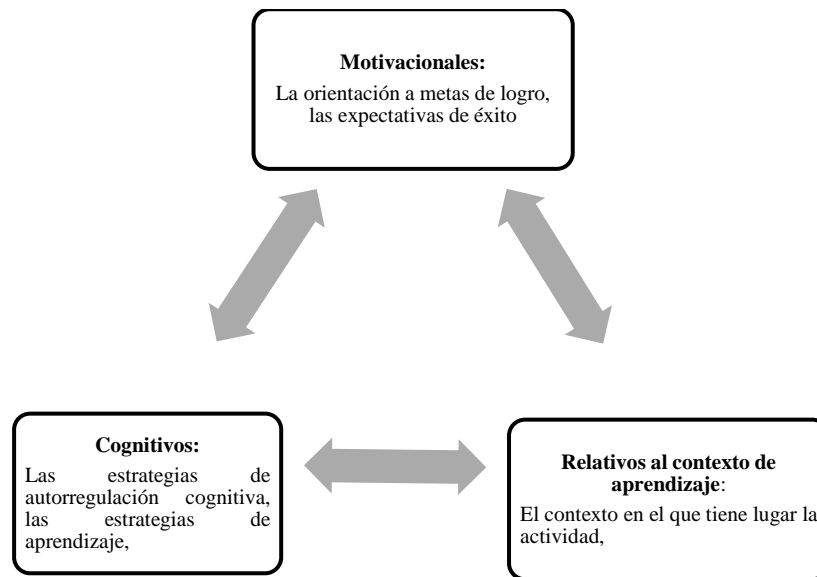 Motivacionales:
La orientación a metas de logro,
las expectativas de éxito
Cognitivos:
Las estrategias de
autorregulación cognitiva,
las estrategias de
aprendizaje,
Relativos al contexto de
aprendizaje:
El contexto en el que tiene lugar la
actividad,